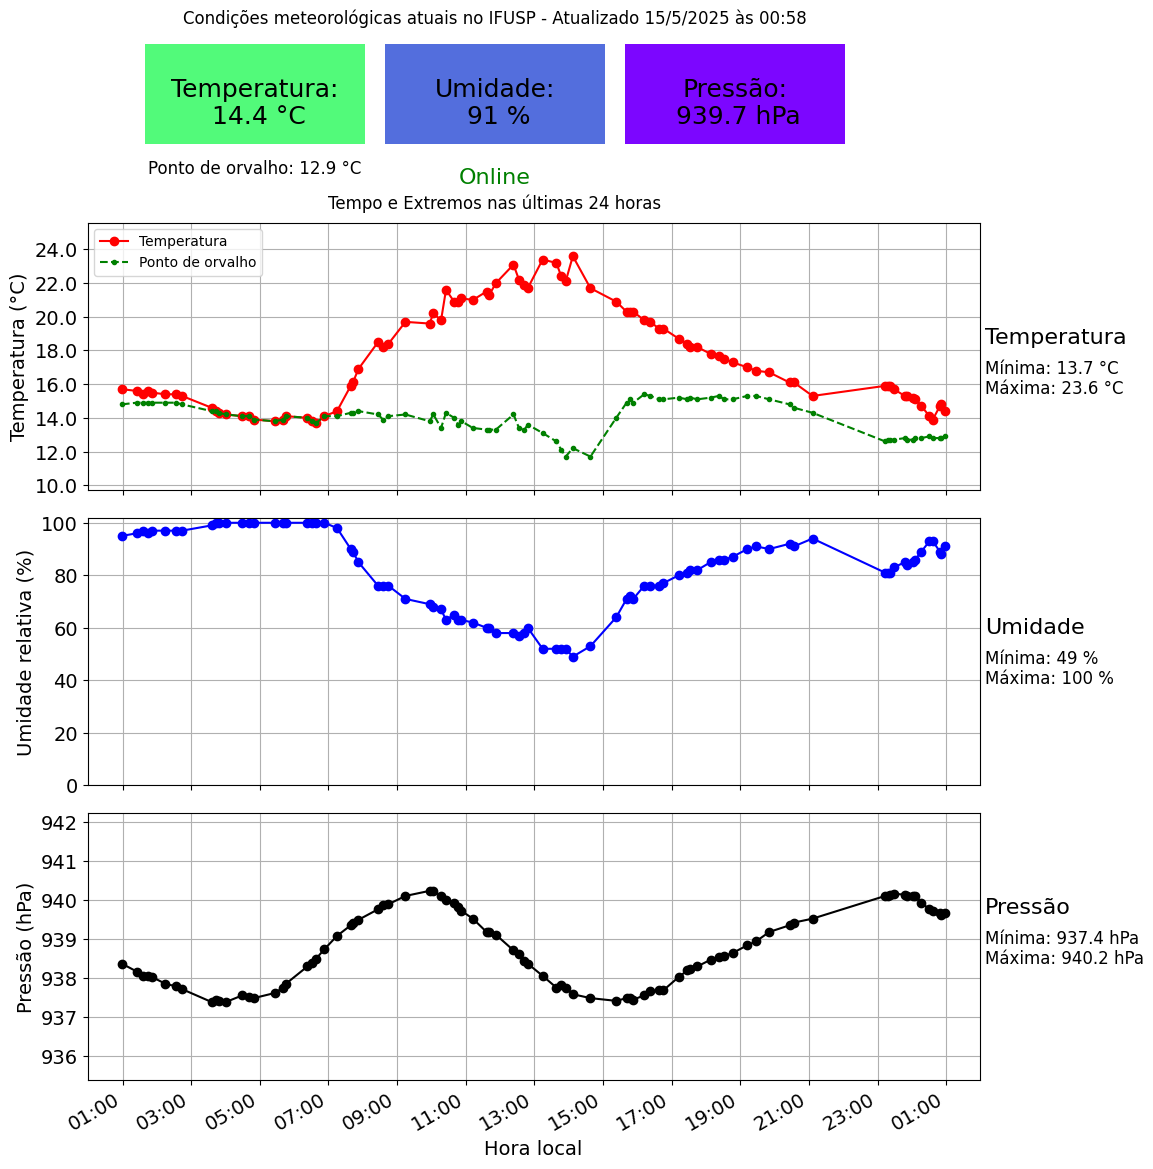 Condições meteorológicas atuais no IFUSP - Atualizado 15/5/2025 às 00:58
Temperatura:
14.4 °C
Umidade:
91 %
Pressão:
939.7 hPa
Ponto de orvalho: 12.9 °C
Online
Tempo e Extremos nas últimas 24 horas
Temperatura
Ponto de orvalho
Temperatura (°C)
24.0
22.0
20.0
18.0
16.0
14.0
12.0
10.0
Temperatura
Mínima: 13.7 °C
Máxima: 23.6 °C
Umidade relativa (%)
100
80
60
40
20
0
Umidade
Mínima: 49 %
Máxima: 100 %
Pressão (hPa)
942
941
940
939
938
937
936
Pressão
Mínima: 937.4 hPa
Máxima: 940.2 hPa
01:00 03:00 05:00 07:00 09:00 11:00 13:00 15:00 17:00 19:00 21:00 23:00 01:00
Hora local